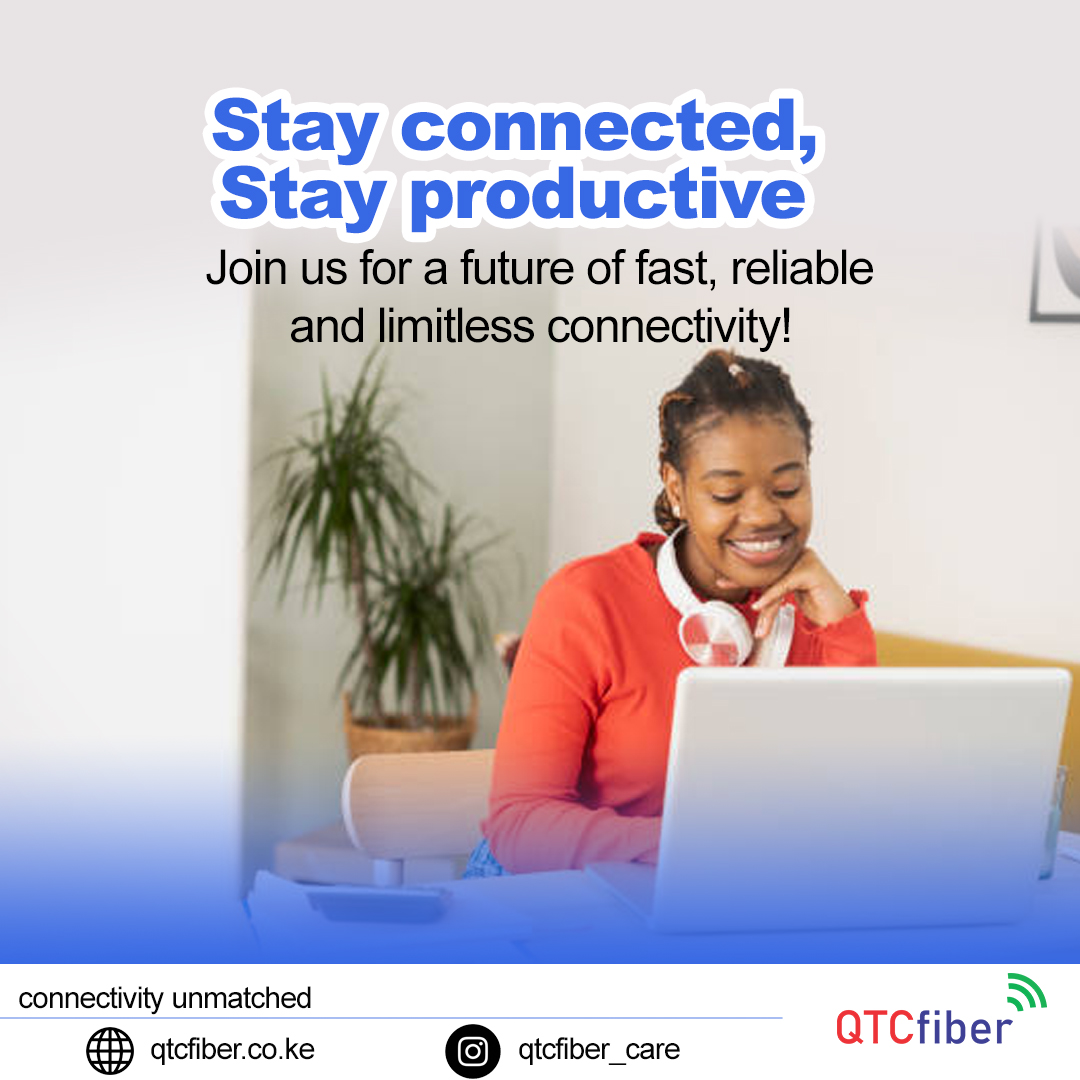 Stay connected,
Stay productive
Join us for a future of fast, reliable
and limitless connectivity!
connectivity unmatched
qtcfiber.co.ke
qtcfiber_care
QTCfiber